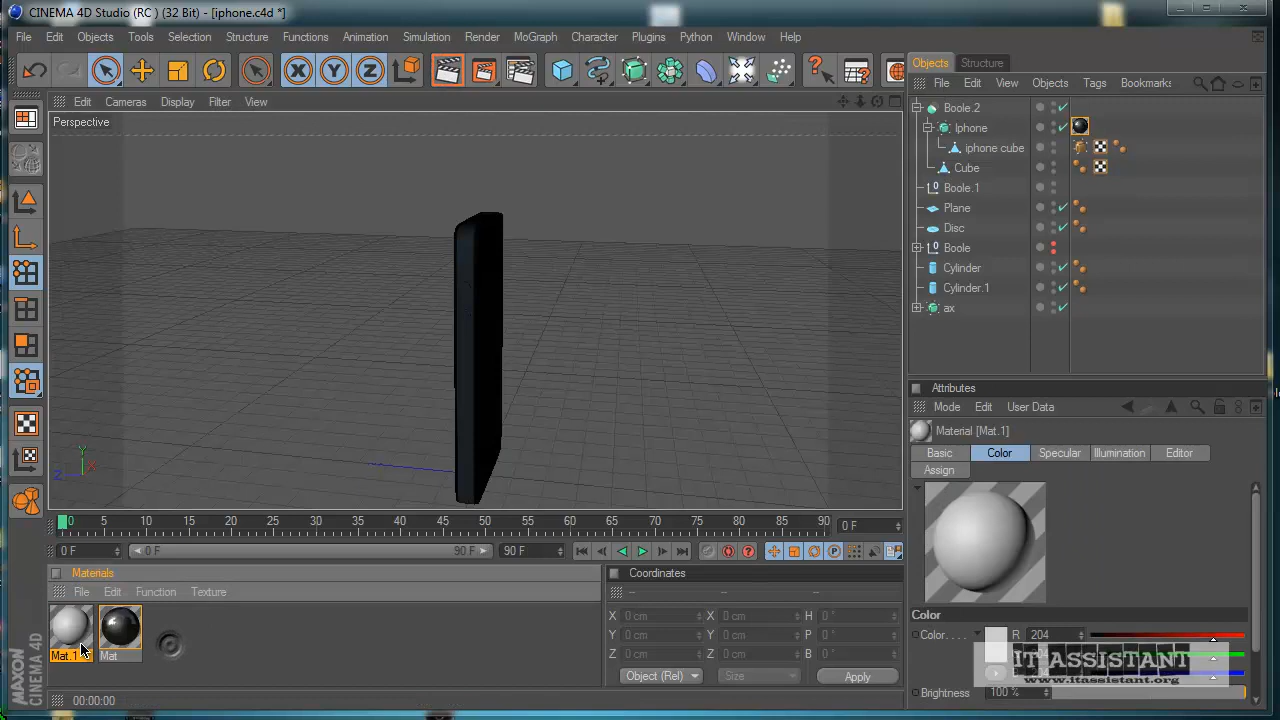 CINEMA 4D Studio (RC ) (32 Bit) - [iphone.c4d *]
File Edit Objects Tools Selection Structure Functions Animation Simulation Render MoGraph Character Plugins Python Window Help
X Y Z
Objects Structure
Edit Cameras Display Filter View
File Edit View Objects Tags Bookmarks
Perspective
Boole.2
Iphone
iphone cube
Cube
Boole.1
Plane
Disc
Boole
Cylinder
Cylinder.1
ax
Y
X
Z
Attributes
Mode Edit User Data
Material [Mat.1]
Basic Color Specular Illumination Editor
Assign
0 5 10 15 20 25 30 35 40 45 50 55 60 65 70 75 80 85 90 0 F
0 F 0 F 90 F 90 F
Materials
File Edit Function Texture
Mat.1 Mat
Coordinates
-- -- --
X 0 cm X 0 cm H 0 °
Y 0 cm Y 0 cm P 0 °
Z 0 cm Z 0 cm B 0 °
Object (Rel) Size Apply
Color
Color. . . . R 204
IT ASSISTANT
www.itassistant.org
Brightness 100 %
MAXON
CINEMA 4D
00:00:00